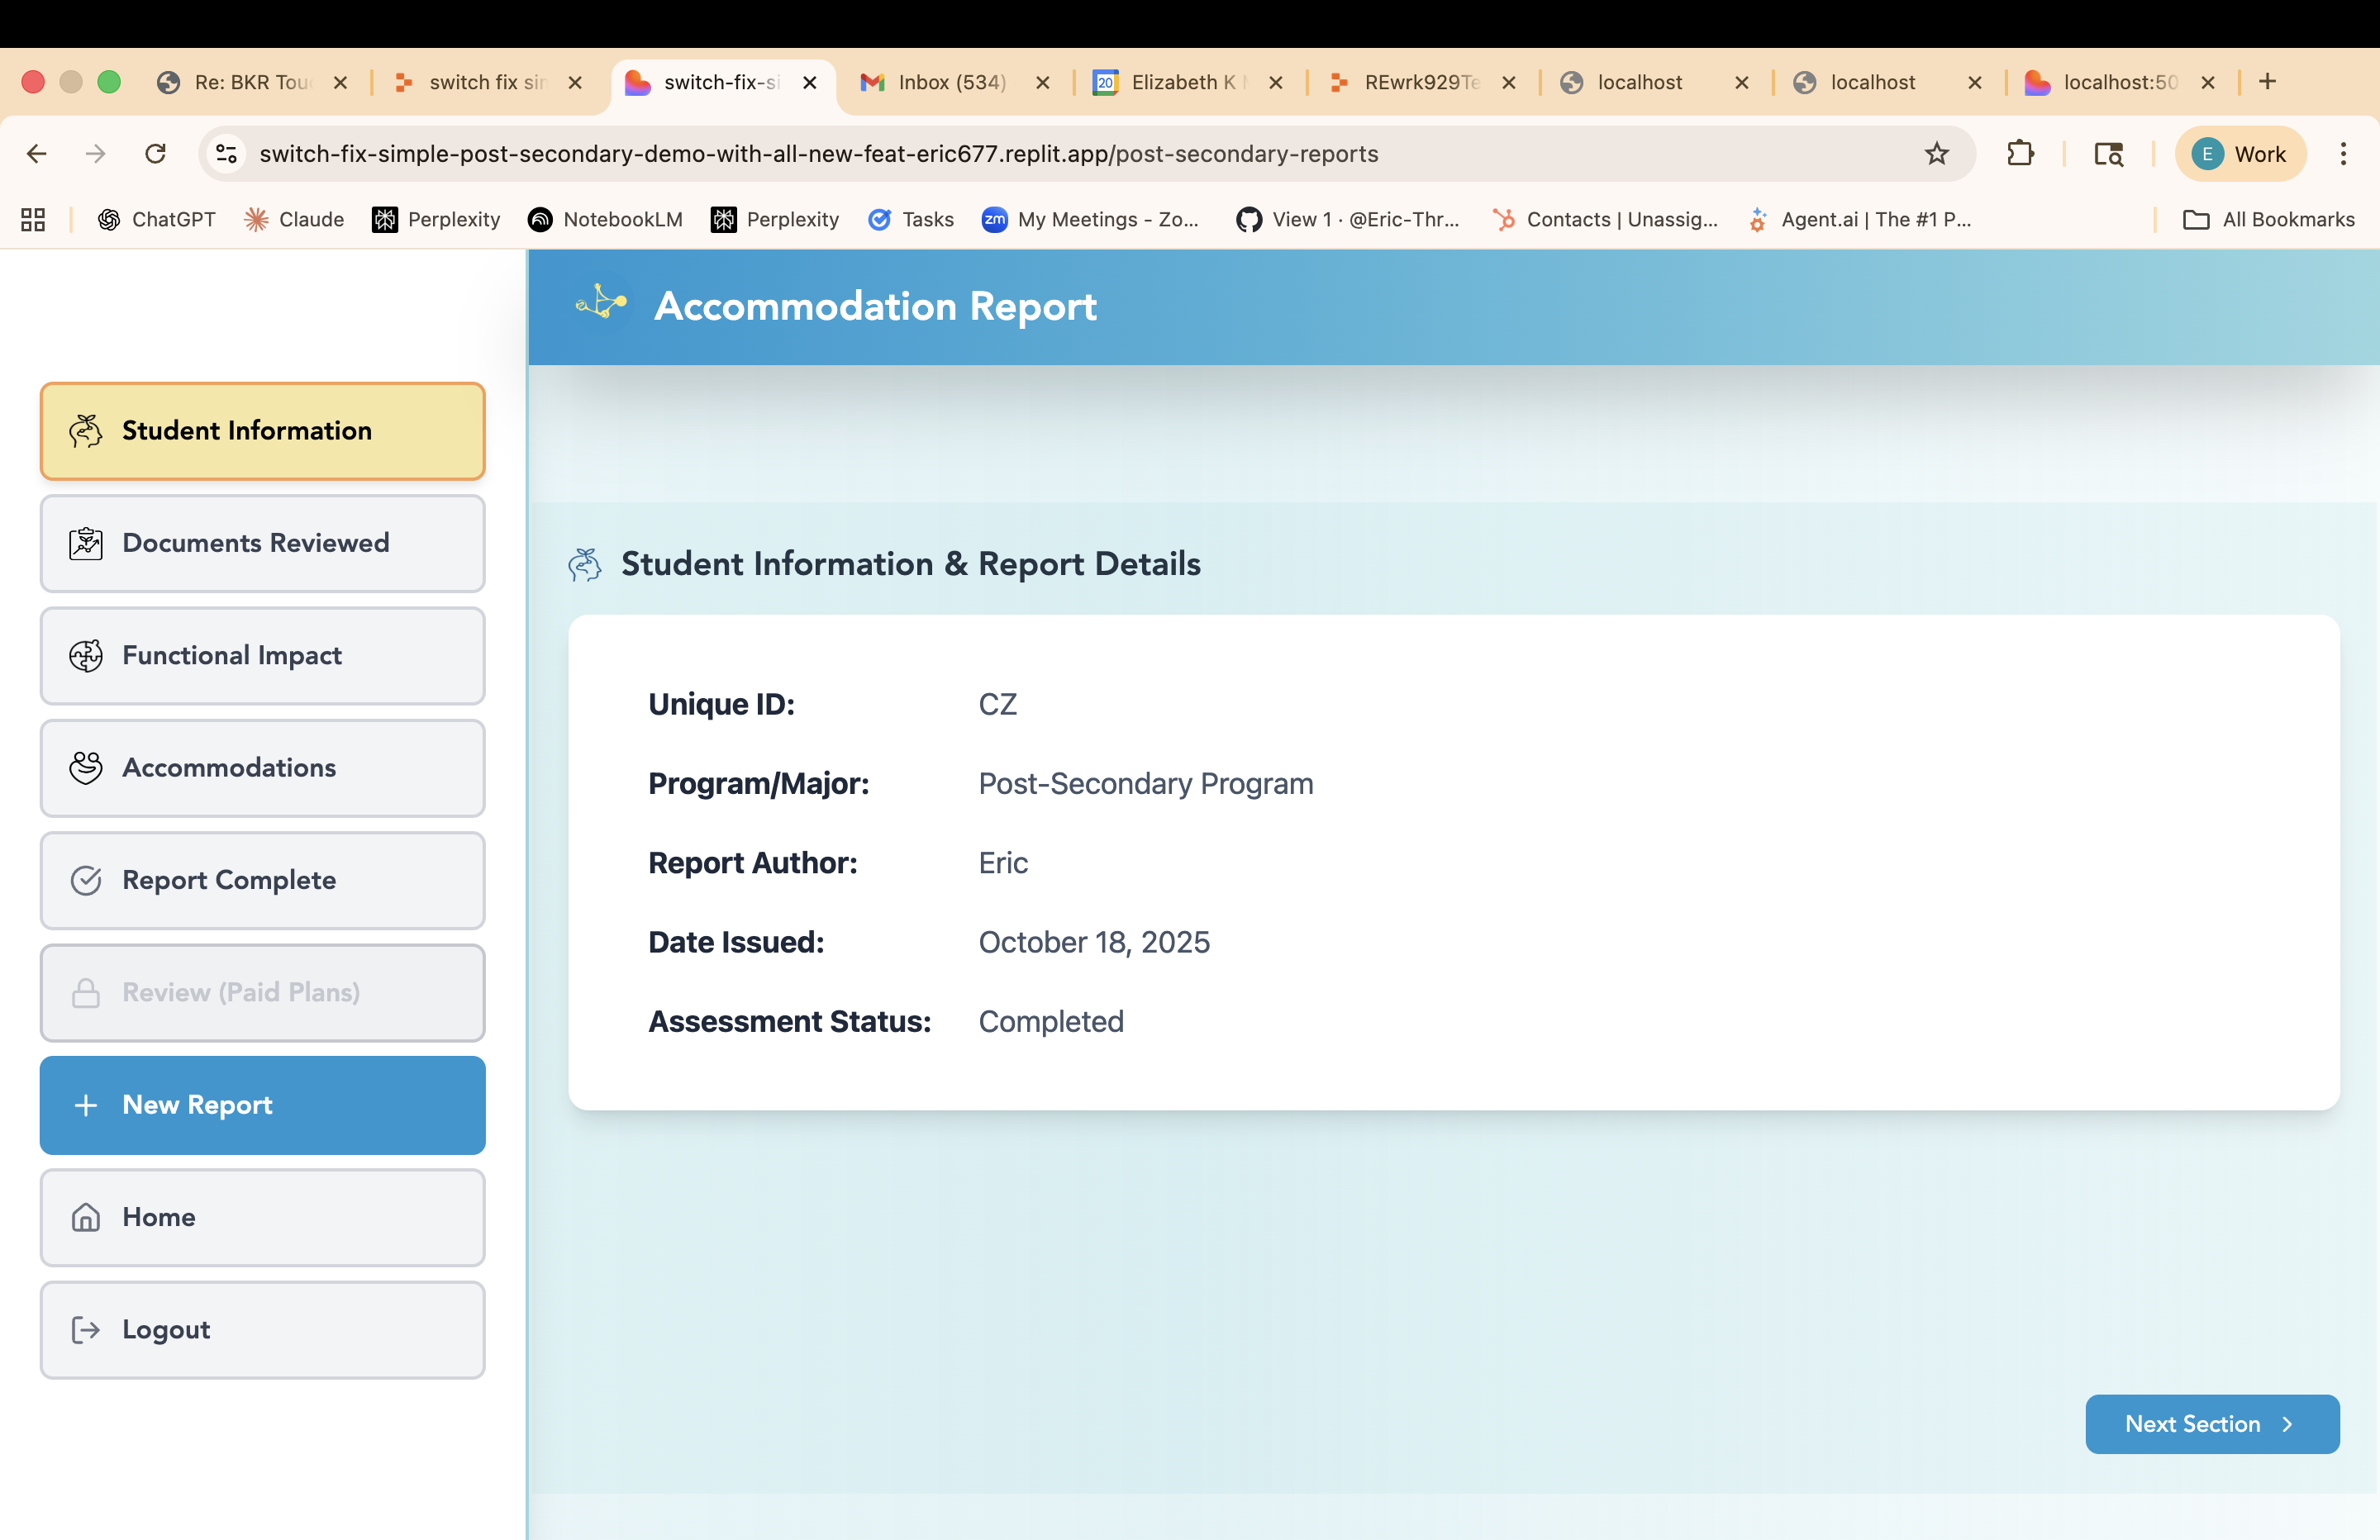 Re: BKR Tou
switch fix sin
switch-fix-si
Inbox (534)
20
Elizabeth K
REwrk929Te
localhost
localhost
localhost:50
switch-fix-simple-post-secondary-demo-with-all-new-feat-eric677.replit.app/post-secondary-reports
E
Work
ChatGPT
Claude
Perplexity
NotebookLM
Perplexity
Tasks
zm
My Meetings - Zo...
View 1 · @Eric-Thr...
Contacts | Unassig...
Agent.ai | The #1 P...
All Bookmarks
Accommodation Report
Student Information
Documents Reviewed
Functional Impact
Accommodations
Report Complete
Review (Paid Plans)
New Report
Home
Logout
Student Information & Report Details
Unique ID: CZ
Program/Major: Post-Secondary Program
Report Author: Eric
Date Issued: October 18, 2025
Assessment Status: Completed
Next Section